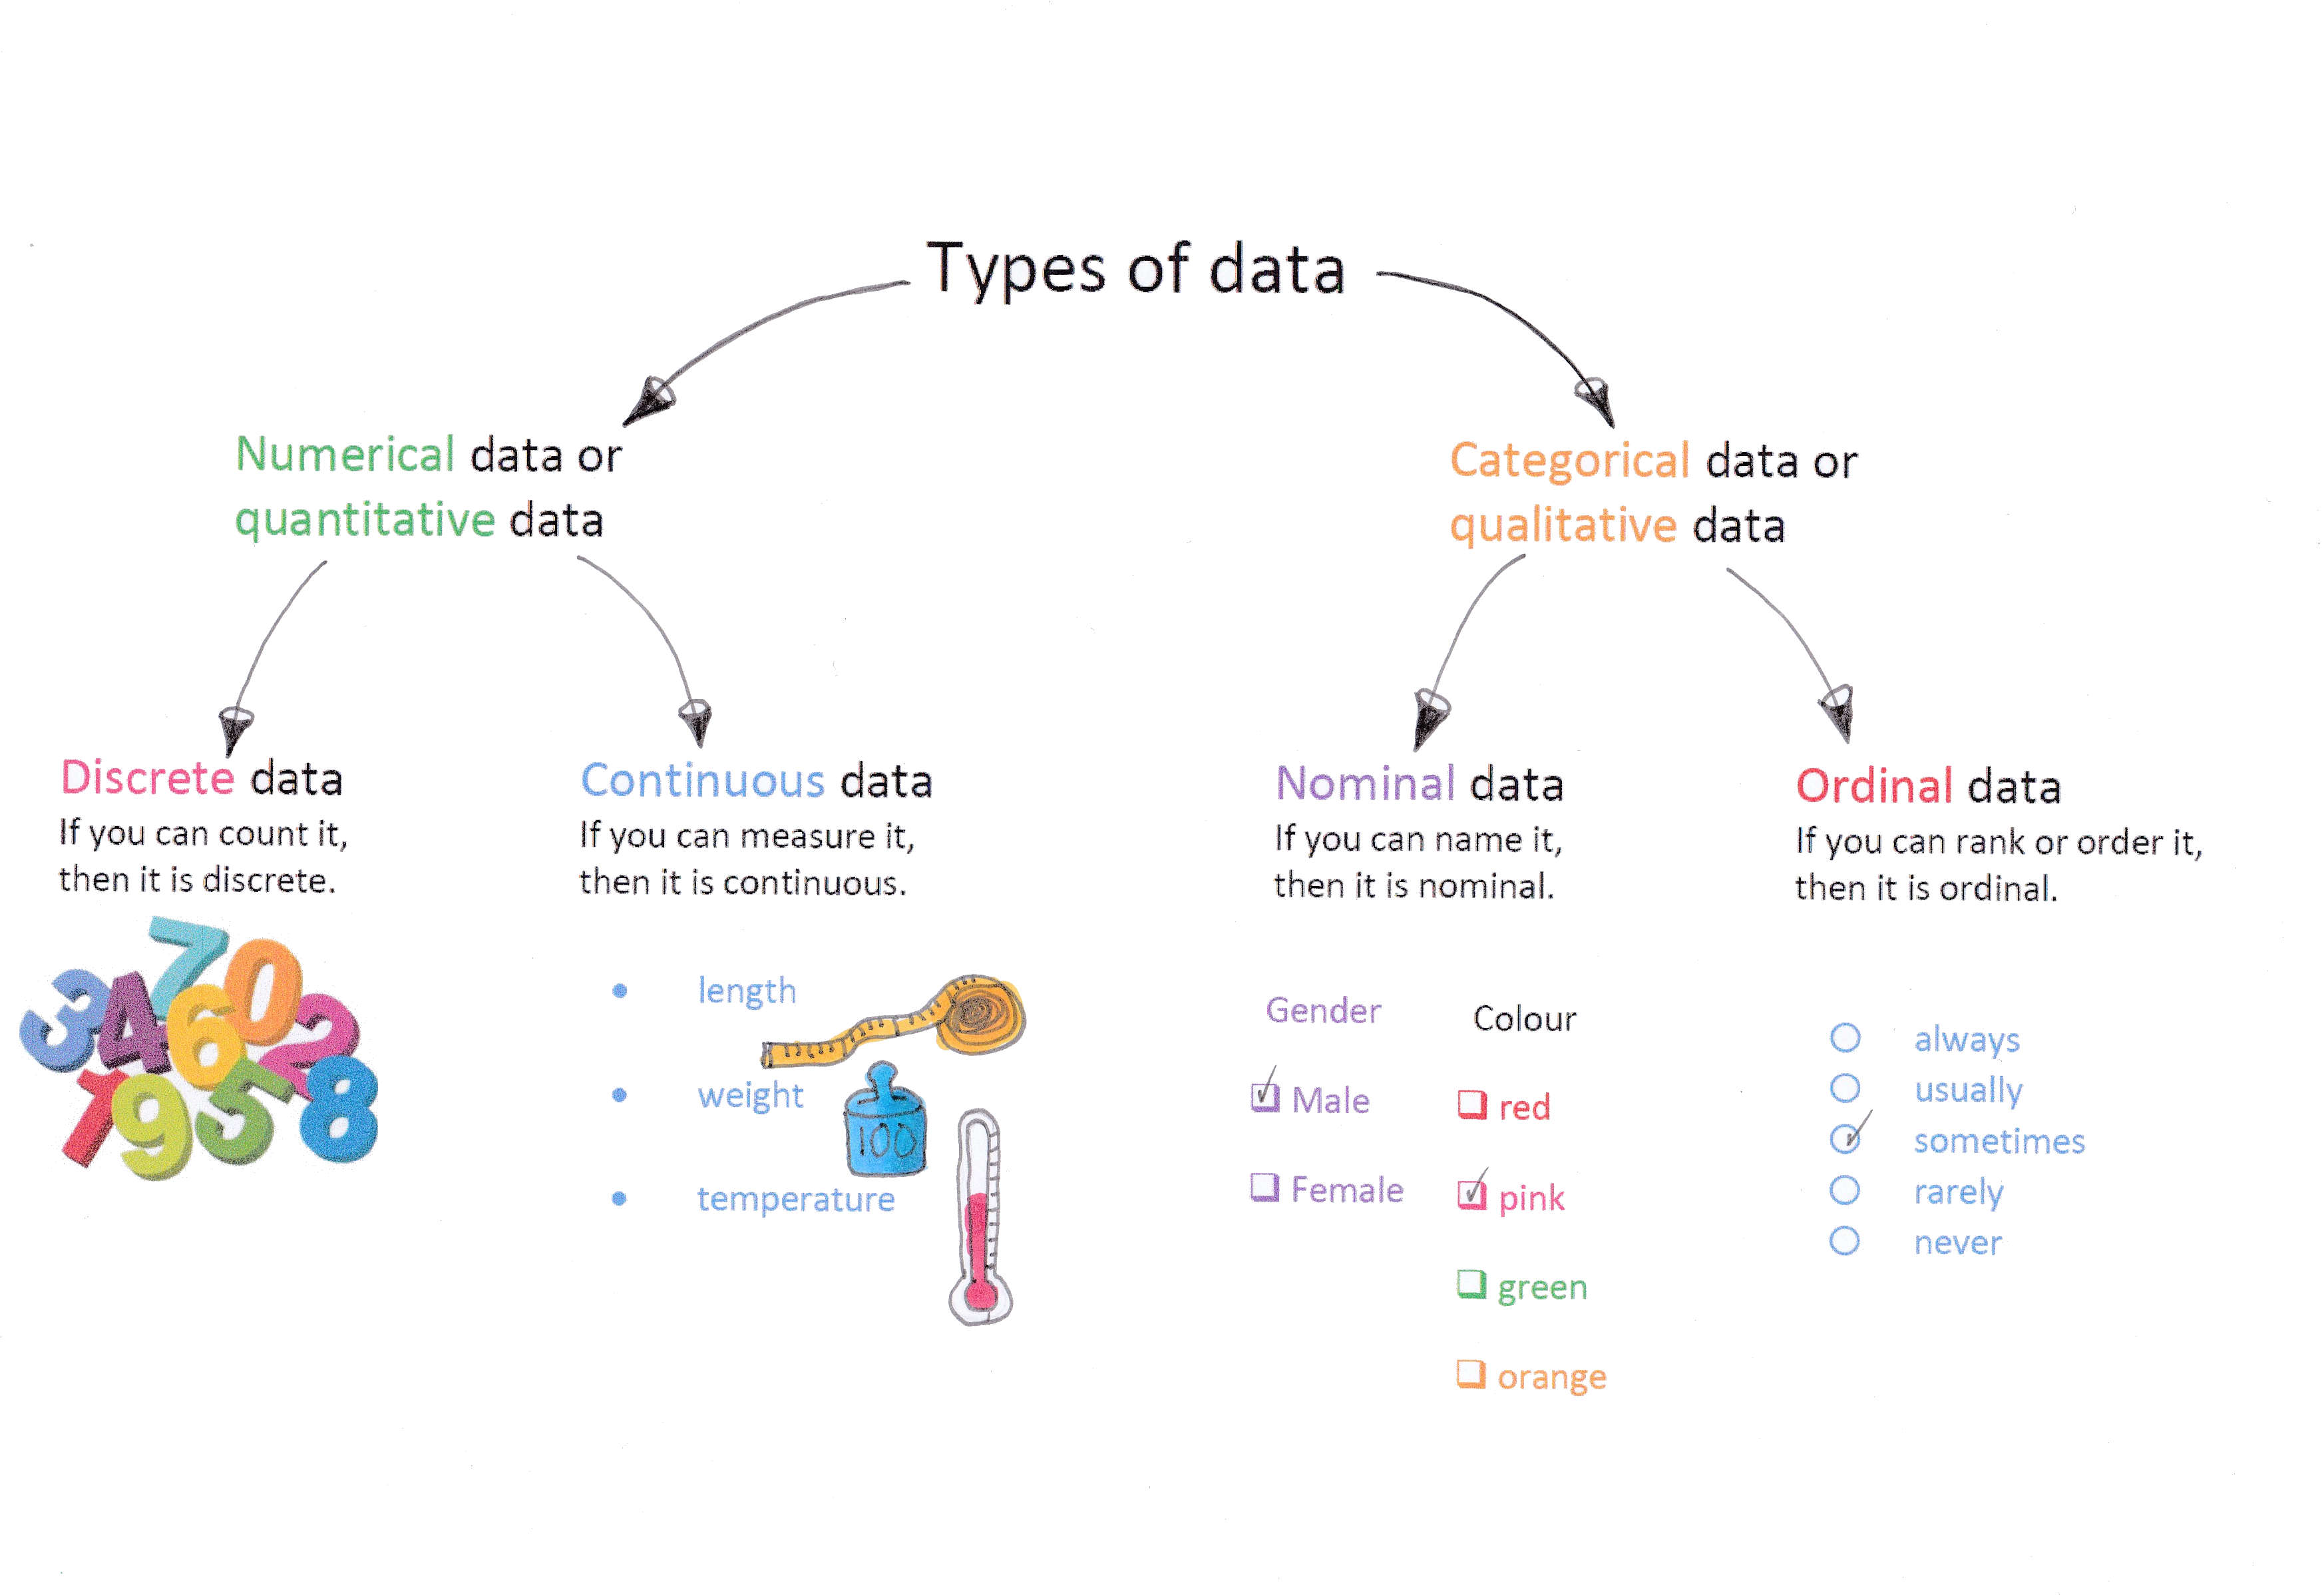 Types of data
Numerical data or
quantitative data
Categorical data or
qualitative data
Discrete data
If you can count it,
then it is discrete.
Continuous data
If you can measure it,
then it is continuous.
Nominal data
If you can name it,
then it is nominal.
Ordinal data
If you can rank or order it,
then it is ordinal.
7 0
3 4 6 2
1 9 5 8
length
weight
100
temperature
Gender
Male
Female
Colour
red
pink
green
orange
always
usually
sometimes
rarely
never